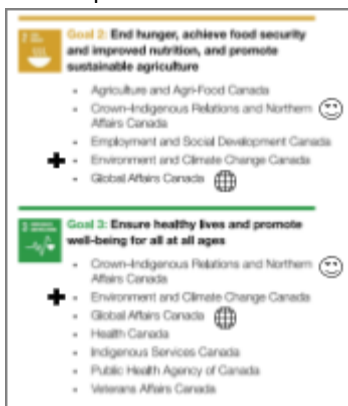 Goal 2: End hunger, achieve food security
and improved nutrition, and promote
sustainable agriculture
Agriculture and Agri-Food Canada
Crown-Indigenous Relations and Northern
Affairs Canada
Employment and Social Development Canada
Environment and Climate Change Canada
Global Affairs Canada
Goal 3: Ensure healthy lives and promote
well-being for all at all ages
Crown-Indigenous Relations and Northern
Affairs Canada
Environment and Climate Change Canada
Global Affairs Canada
Health Canada
Indigenous Services Canada
Public Health Agency of Canada
Veterans Affairs Canada